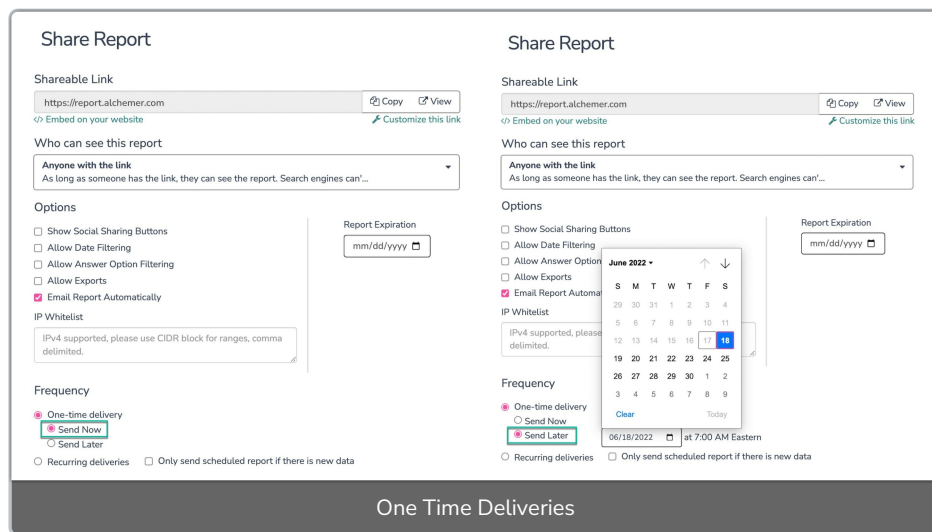 Share Report
Shareable Link
https://report.alchemer.com
Copy
View
</> Embed on your website
Customize this link
Who can see this report
Anyone with the link
As long as someone has the link, they can see the report. Search engines can'...
Options
Show Social Sharing Buttons
Allow Date Filtering
Allow Answer Option Filtering
Allow Exports
Email Report Automatically
Report Expiration
mm/dd/yyyy
IP Whitelist
IPv4 supported, please use CIDR block for ranges, comma
delimited.
Frequency
One-time delivery
Send Now
Send Later
Recurring deliveries
Only send scheduled report if there is new data
Share Report
Shareable Link
https://report.alchemer.com
Copy
View
</> Embed on your website
Customize this link
Who can see this report
Anyone with the link
As long as someone has the link, they can see the report. Search engines can'...
Options
Show Social Sharing Buttons
Allow Date Filtering
Allow Answer Option
Allow Exports
Email Report Automa
Report Expiration
mm/dd/yyyy
IP Whitelist
IPv4 supported, please
delimited.
June 2022
S M T W T F S
29 30 31 1 2 3 4
5 6 7 8 9 10 11
12 13 14 15 16 17 18
19 20 21 22 23 24 25
26 27 28 29 30 1 2
3 4 5 6 7 8 9
Clear
Today
Frequency
One-time delivery
Send Now
Send Later
06/18/2022
at 7:00 AM Eastern
Recurring deliveries
Only send scheduled report if there is new data
One Time Deliveries